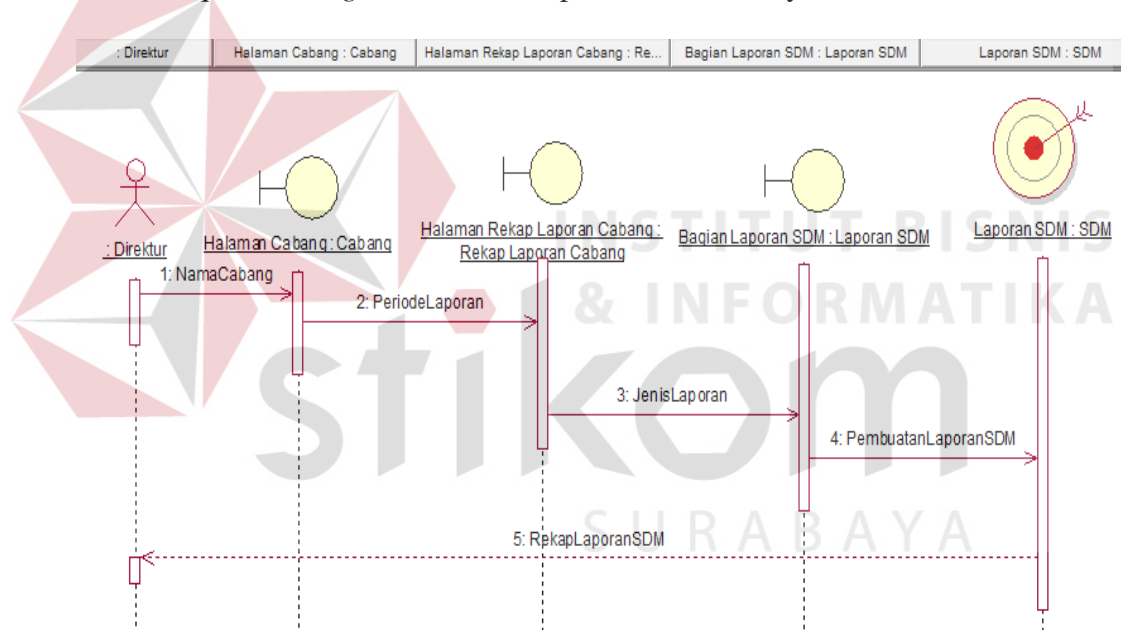 : Direktur
Halaman Cabang : Cabang
Halaman Rekap Laporan Cabang : Re...
Bagian Laporan SDM : Laporan SDM
Laporan SDM : SDM
INSTITUT BISNIS
& INFORMATIKA
stikom
SURABAYA
: Direktur
Halaman Cabang : Cabang
Halaman Rekap Laporan Cabang :
Rekap Laporan Cabang
Bagian Laporan SDM : Laporan SDM
Laporan SDM : SDM
1: NamaCabang
2: PeriodeLaporan
3: JenisLaporan
4: PembuatanLaporanSDM
5: RekapLaporanSDM